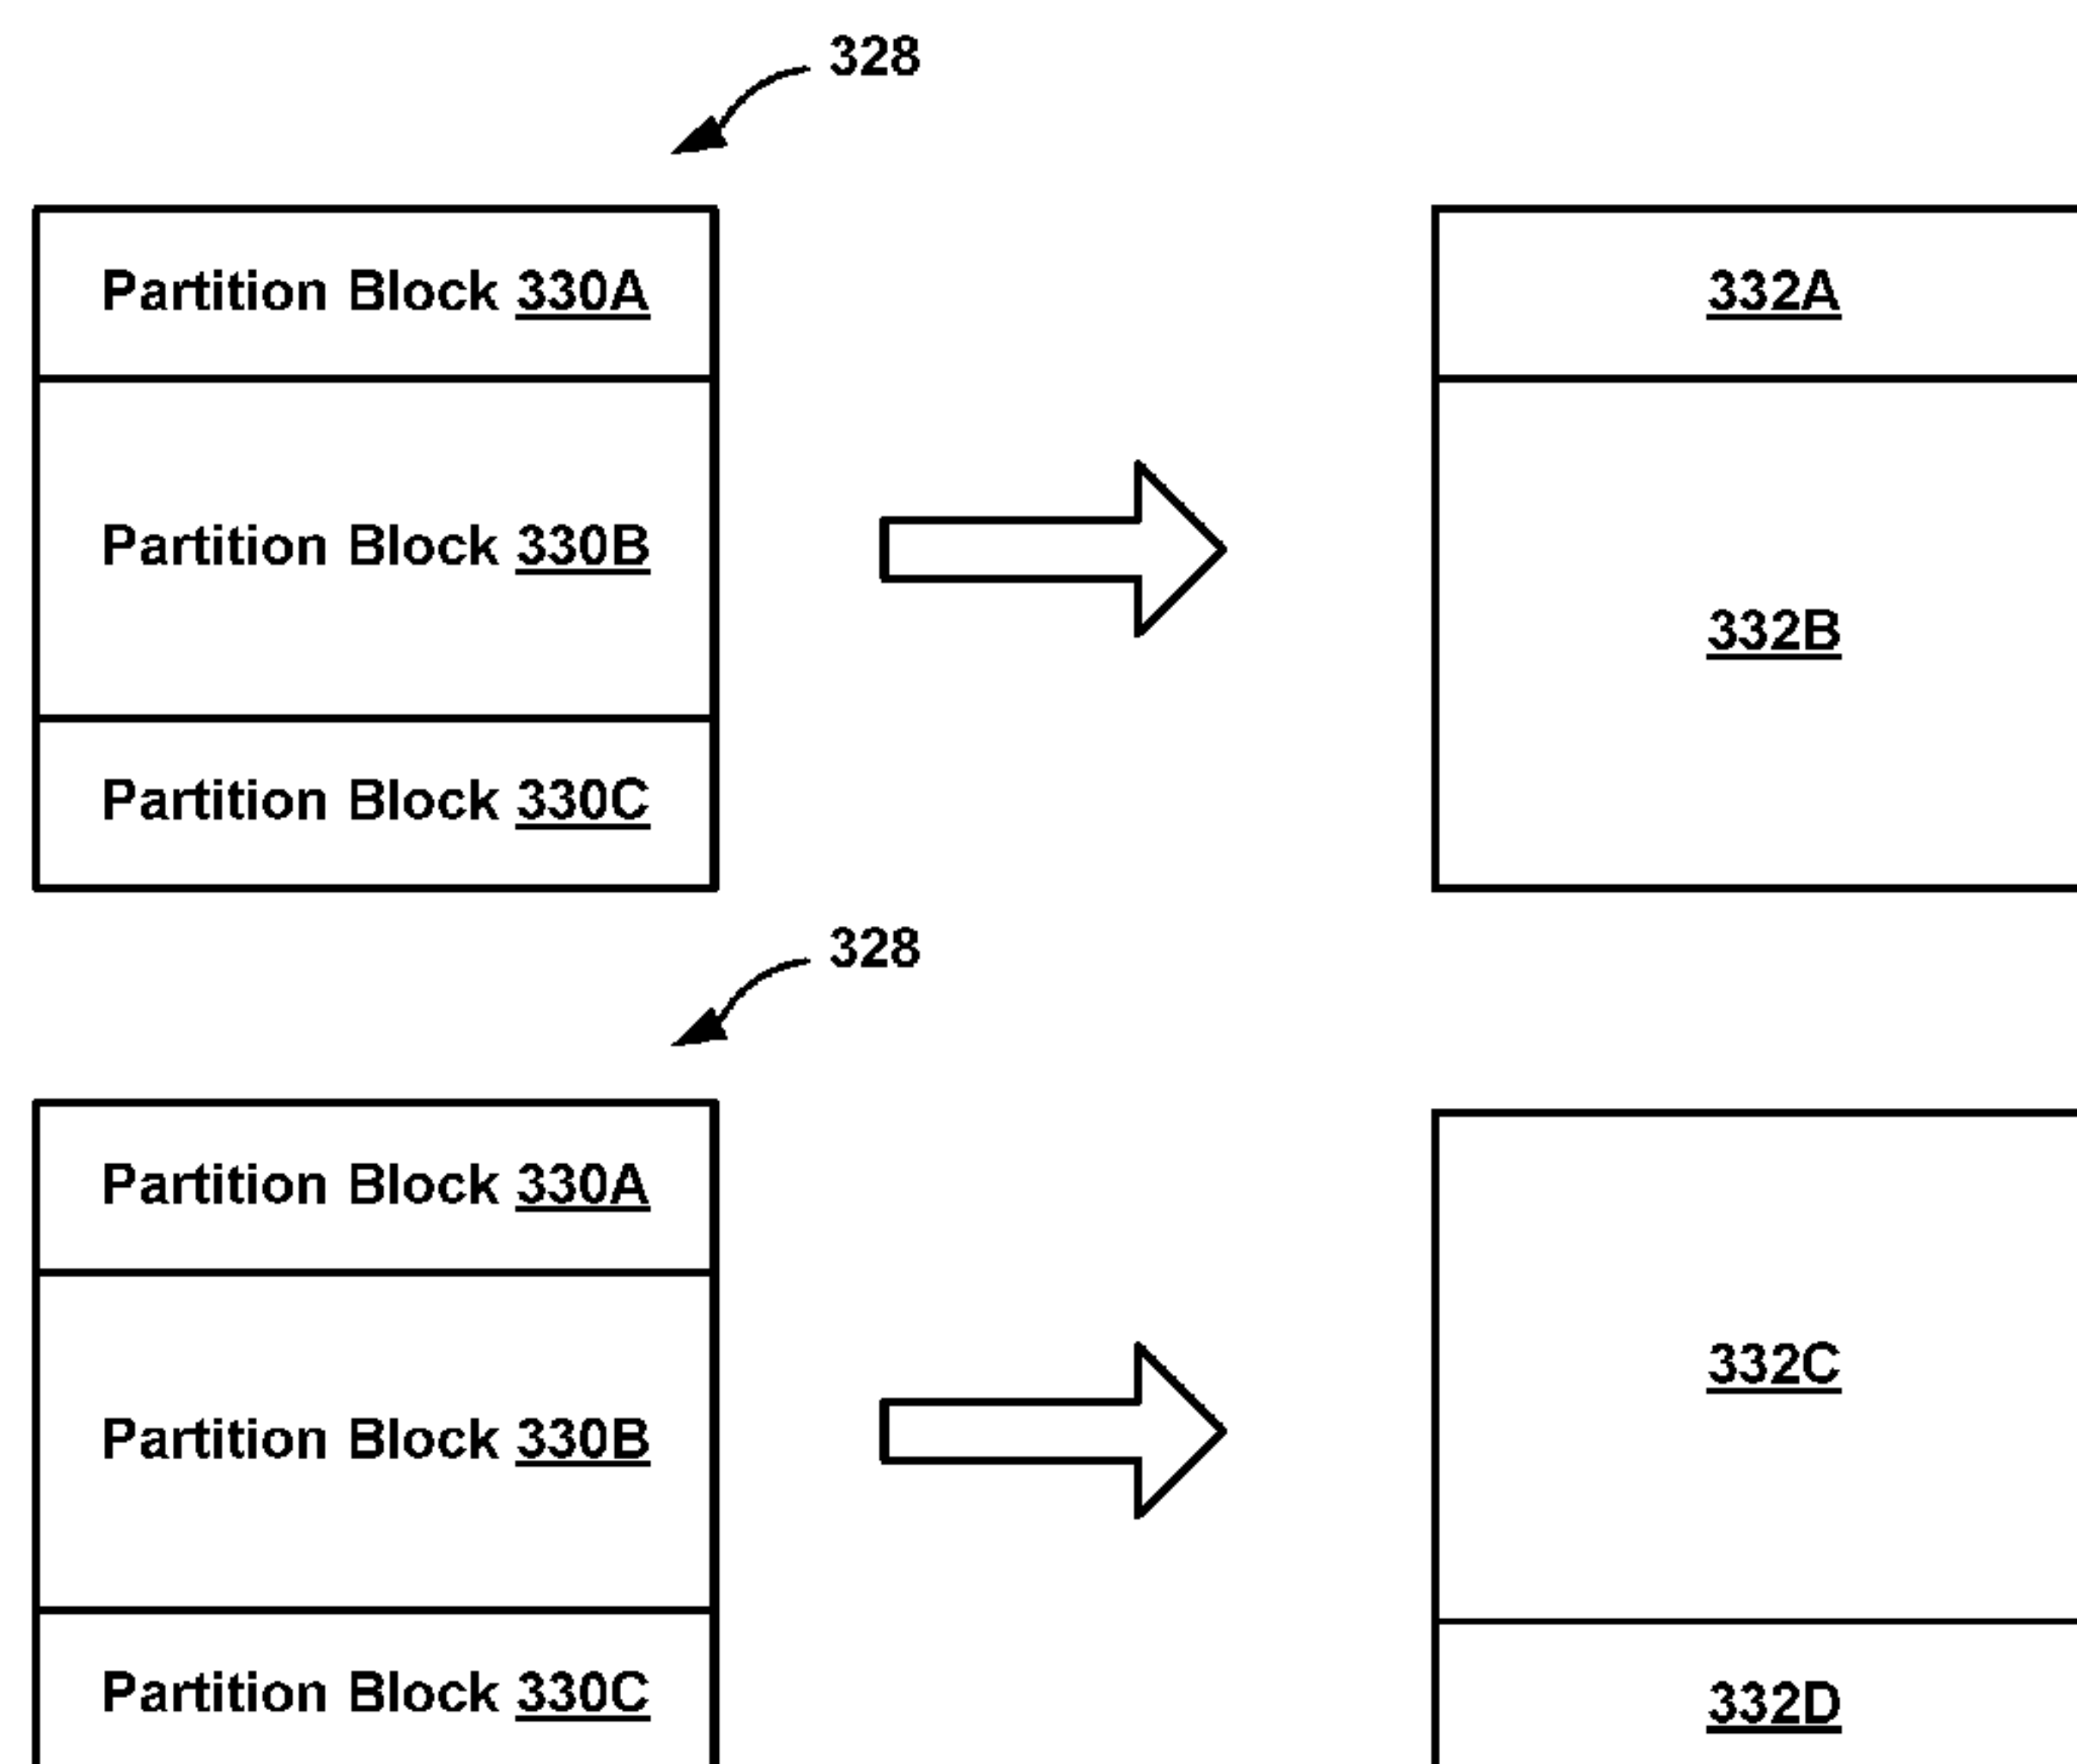 328
Partition Block 330A
332A
Partition Block 330B
332B
Partition Block 330C
328
Partition Block 330A
332C
Partition Block 330B
Partition Block 330C
332D